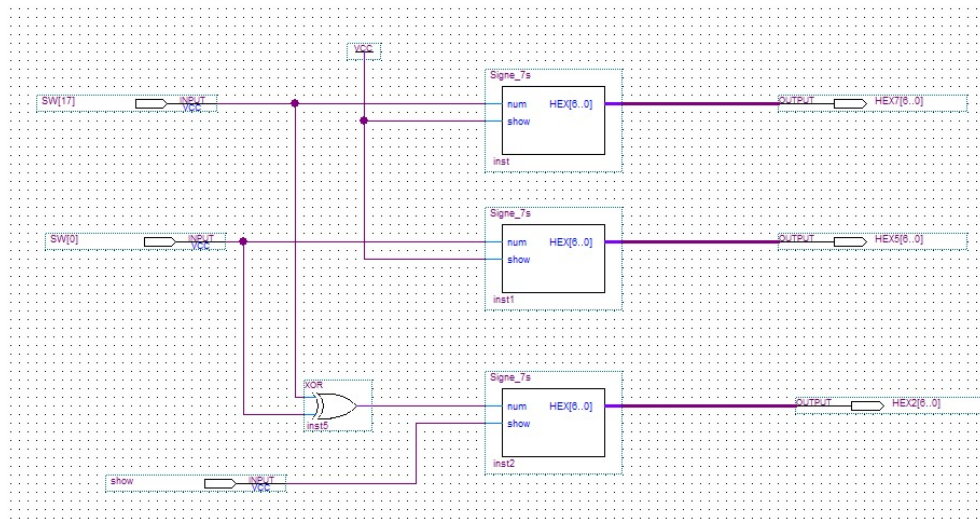 VCC
Signe_7s
SW[17] INPUT VCC
num HEX[6..0]
show
inst
OUTPUT HEX7[6..0]
Signe_7s
SW[0] INPUT VCC
num HEX[6..0]
show
inst1
OUTPUT HEX5[6..0]
XOR
inst5
Signe_7s
num HEX[6..0]
show
inst2
OUTPUT HEX2[6..0]
show INPUT VCC